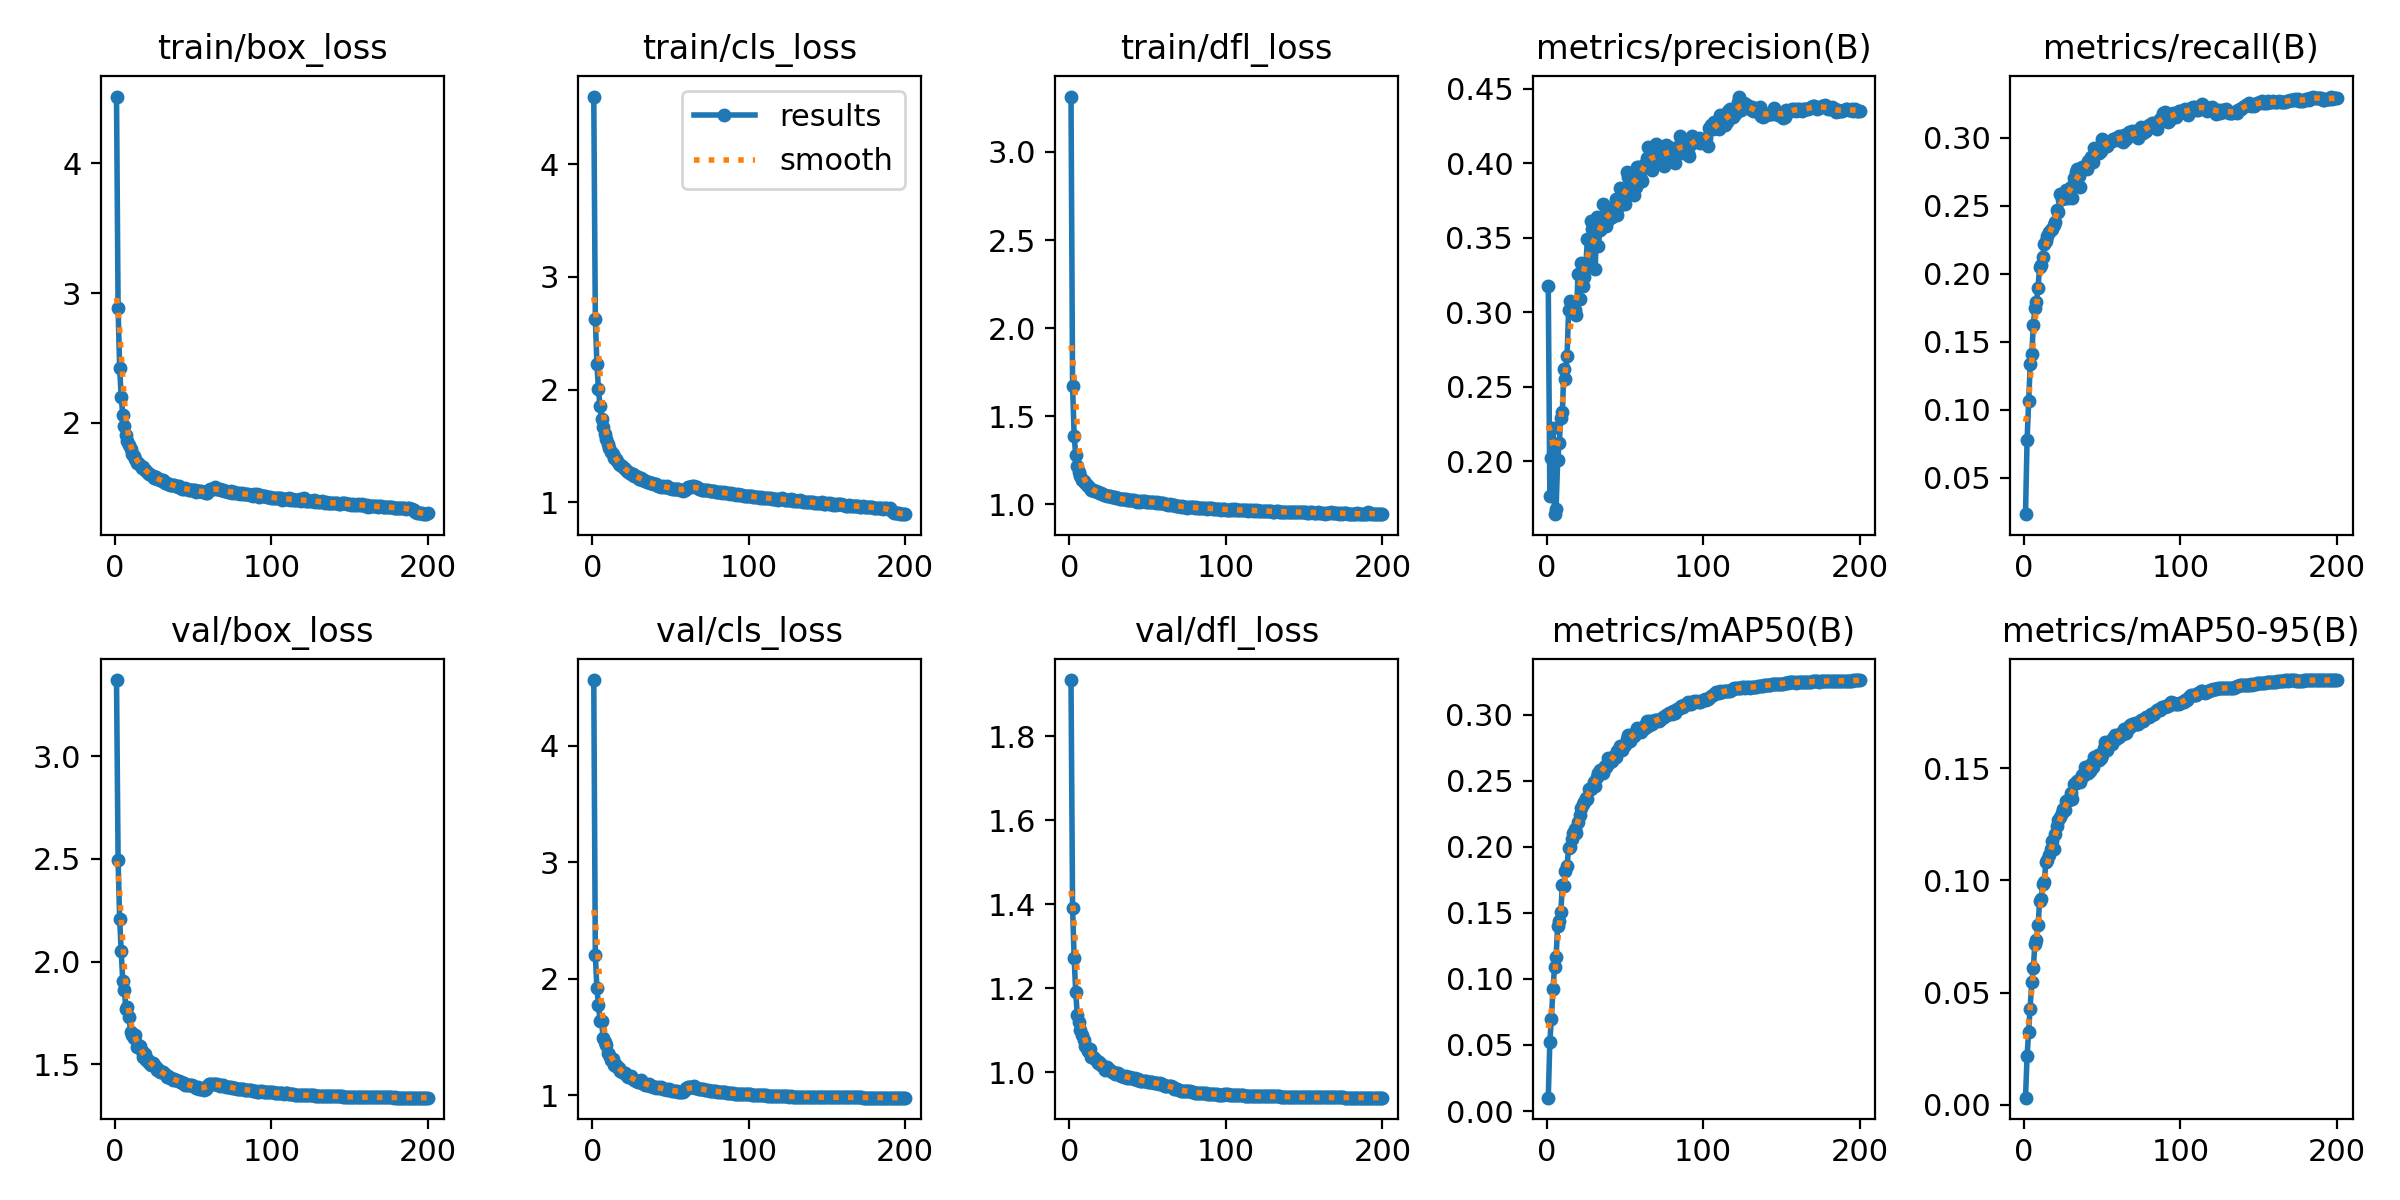 train/box_loss
4
3
2
0 100 200
train/cls_loss
results
smooth
4
3
2
1
0 100 200
train/dfl_loss
3.0
2.5
2.0
1.5
1.0
0 100 200
metrics/precision(B)
0.45
0.40
0.35
0.30
0.25
0.20
0 100 200
metrics/recall(B)
0.30
0.25
0.20
0.15
0.10
0.05
0 100 200
val/box_loss
3.0
2.5
2.0
1.5
0 100 200
val/cls_loss
4
3
2
1
0 100 200
val/dfl_loss
1.8
1.6
1.4
1.2
1.0
0 100 200
metrics/mAP50(B)
0.30
0.25
0.20
0.15
0.10
0.05
0.00
0 100 200
metrics/mAP50-95(B)
0.15
0.10
0.05
0.00
0 100 200